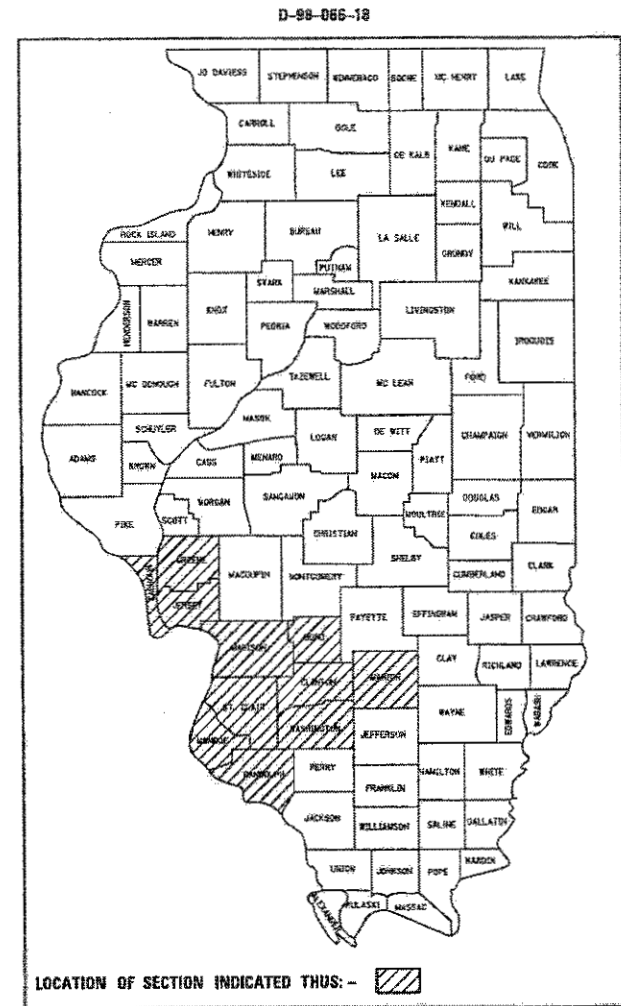 D-98-066-18
JO DAVIESS STEPHENSON WINNEBAGO BOONE MC HENRY LAKE
CARROLL OGLE DE KALB KANE DU PAGE COOK
WHITESIDE LEE KENDALL WILL
ROCK ISLAND HENRY BUREAU LA SALLE GRUNDY
MERCER PUTNAM KANKAKEE
STARK MARSHALL LIVINGSTON
HENDERSON WARREN KNOX PEORIA WOODFORD IROQUOIS
HANCOCK MC DONOUGH FULTON TAZEWELL MC LEAN FORD
SCHUYLER MASON LOGAN DE WITT CHAMPAIGN VERMILION
ADAMS BROWN CASS MENARD MACON PIATT
PIKE SCOTT MORGAN SANGAMON CHRISTIAN MOULTRIE DOUGLAS EDGAR
COLES
CALHOUN GREENE MACOUPIN MONTGOMERY SHELBY CUMBERLAND CLARK
JERSEY FAYETTE EFFINGHAM JASPER CRAWFORD
MADISON BOND CLAY RICHLAND LAWRENCE
CLINTON MARION
ST. CLAIR WASHINGTON WAYNE EDWARDS WABASH
MONROE JEFFERSON
RANDOLPH PERRY HAMILTON WHITE
FRANKLIN
JACKSON WILLIAMSON SALINE GALLATIN
UNION JOHNSON POPE HARDIN
ALEXANDER PULASKI MASSAC
LOCATION OF SECTION INDICATED THUS: -